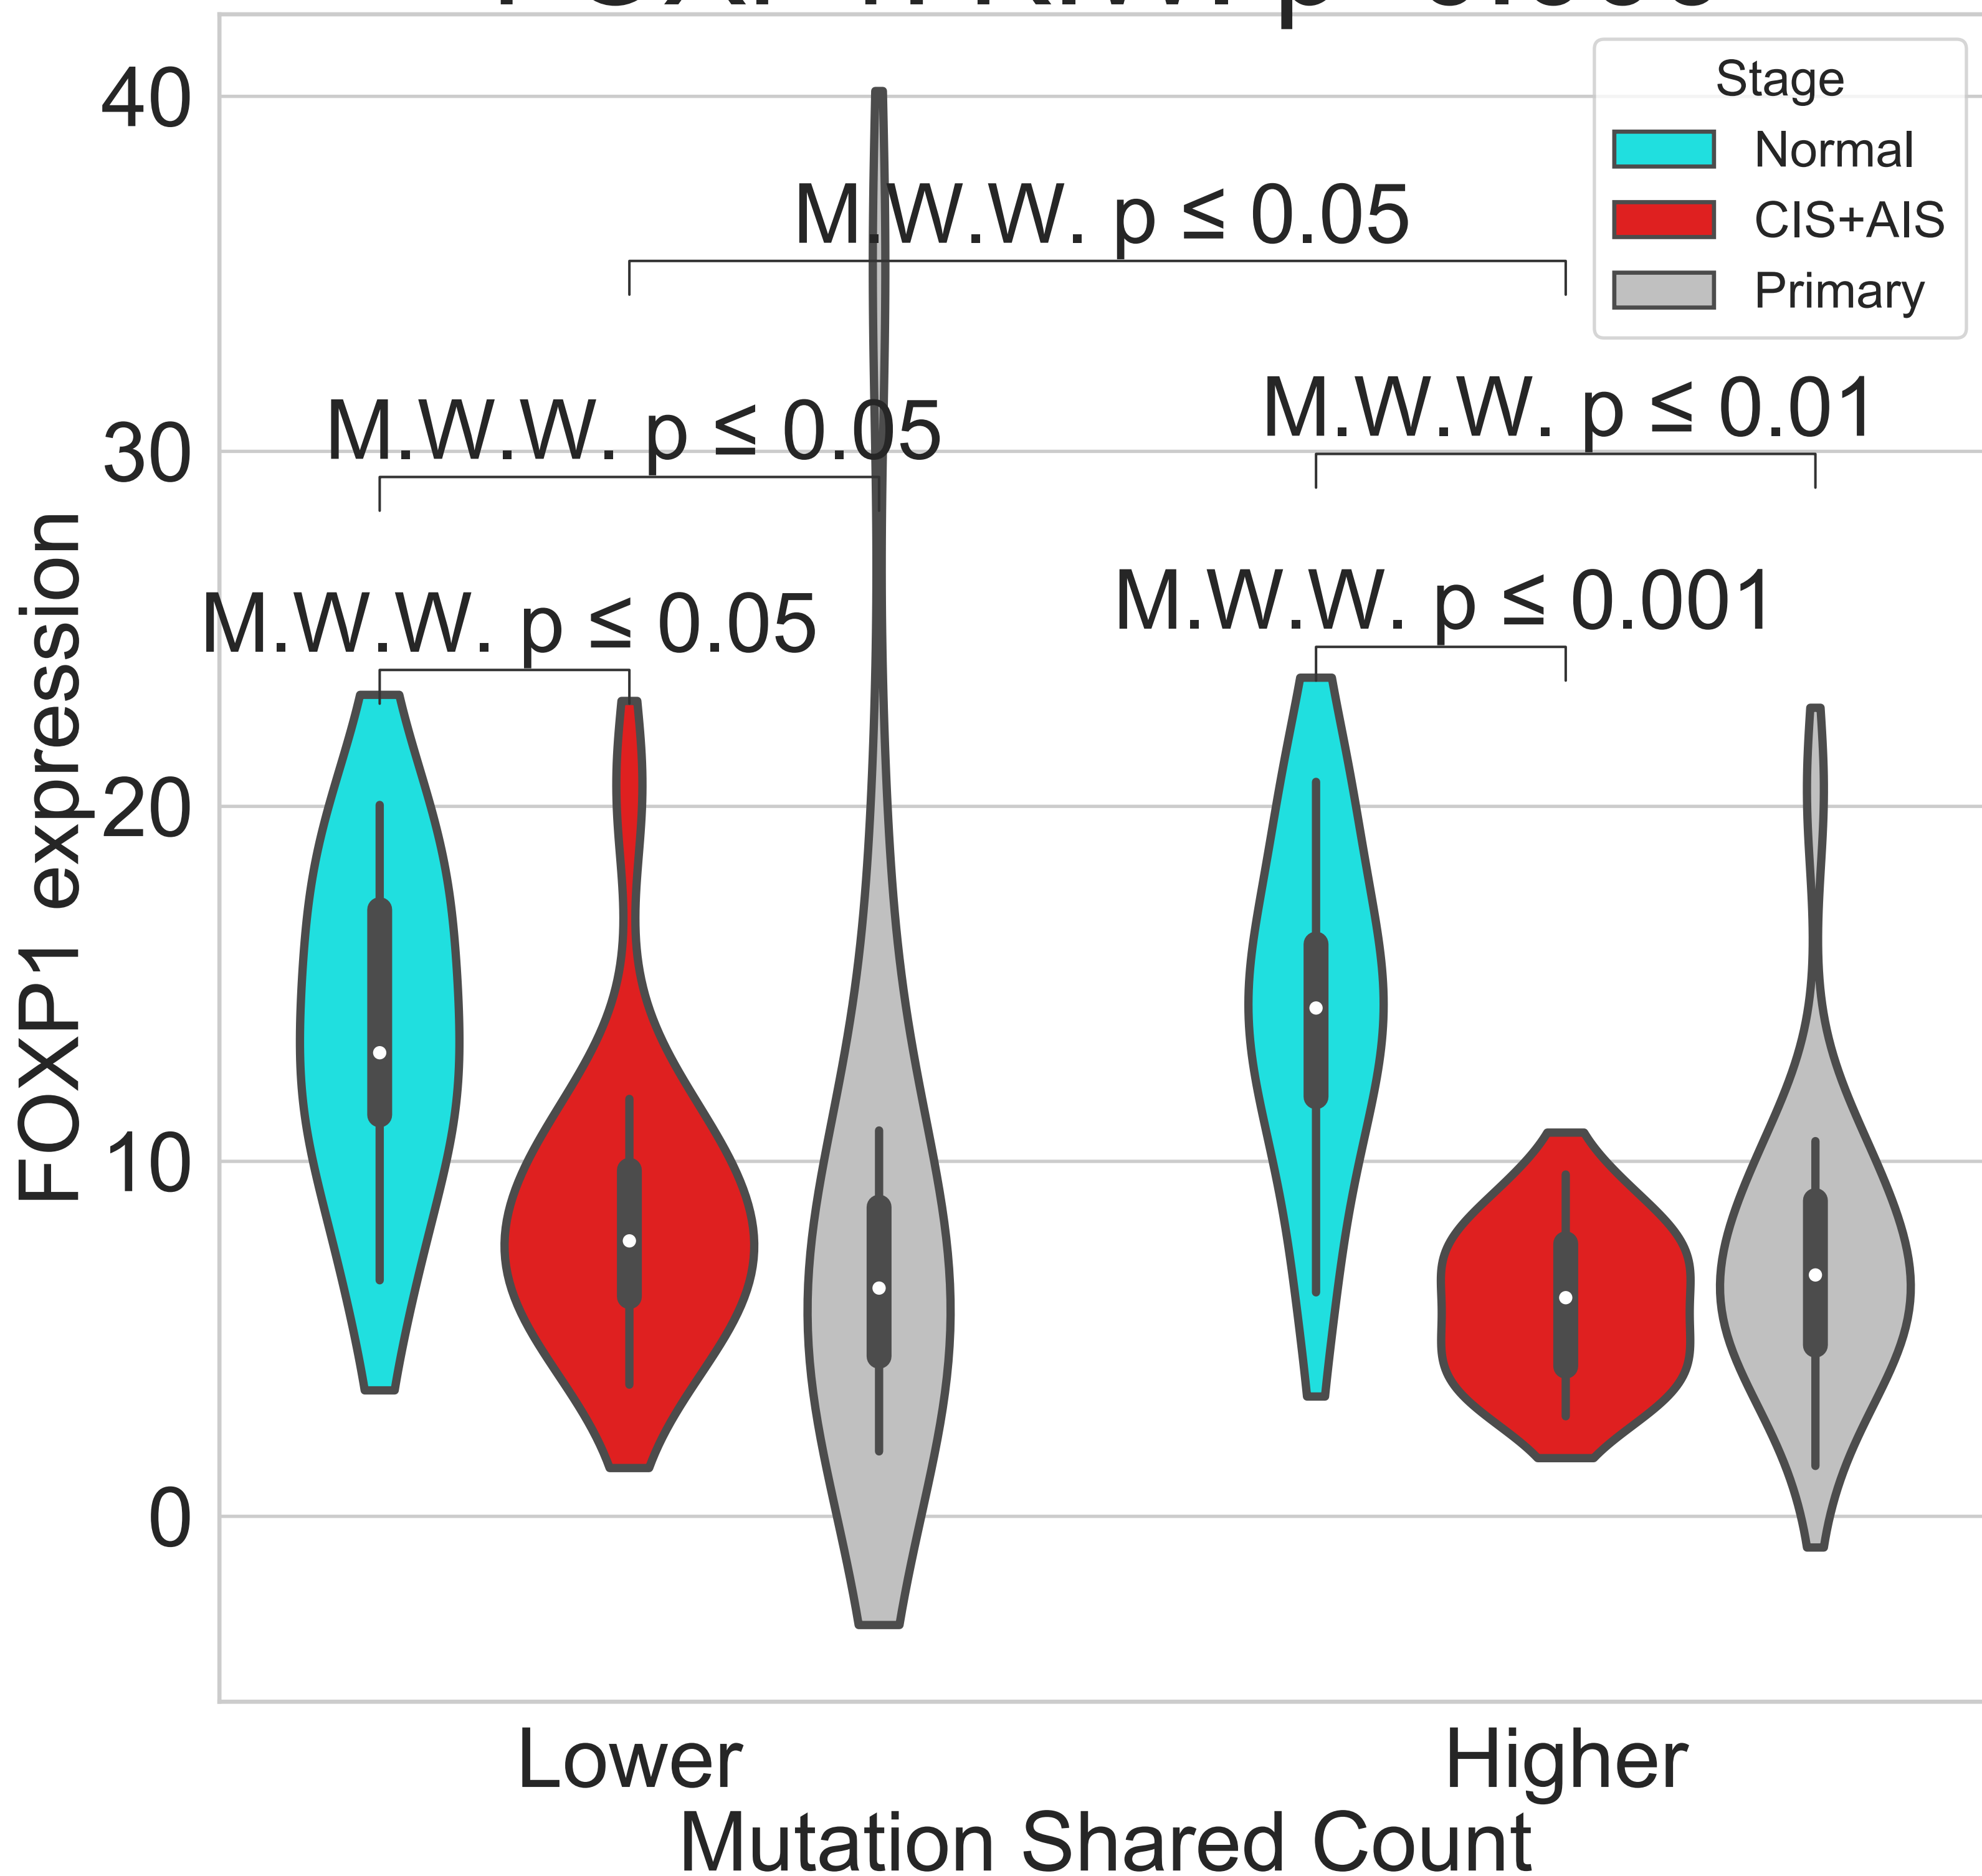 Stage
Normal
CIS+AIS
Primary
40
30
20
10
0
FOXP1 expression
M.W.W. p ≤ 0.05
M.W.W. p ≤ 0.05
M.W.W. p ≤ 0.01
M.W.W. p ≤ 0.05
M.W.W. p ≤ 0.001
Lower
Higher
Mutation Shared Count